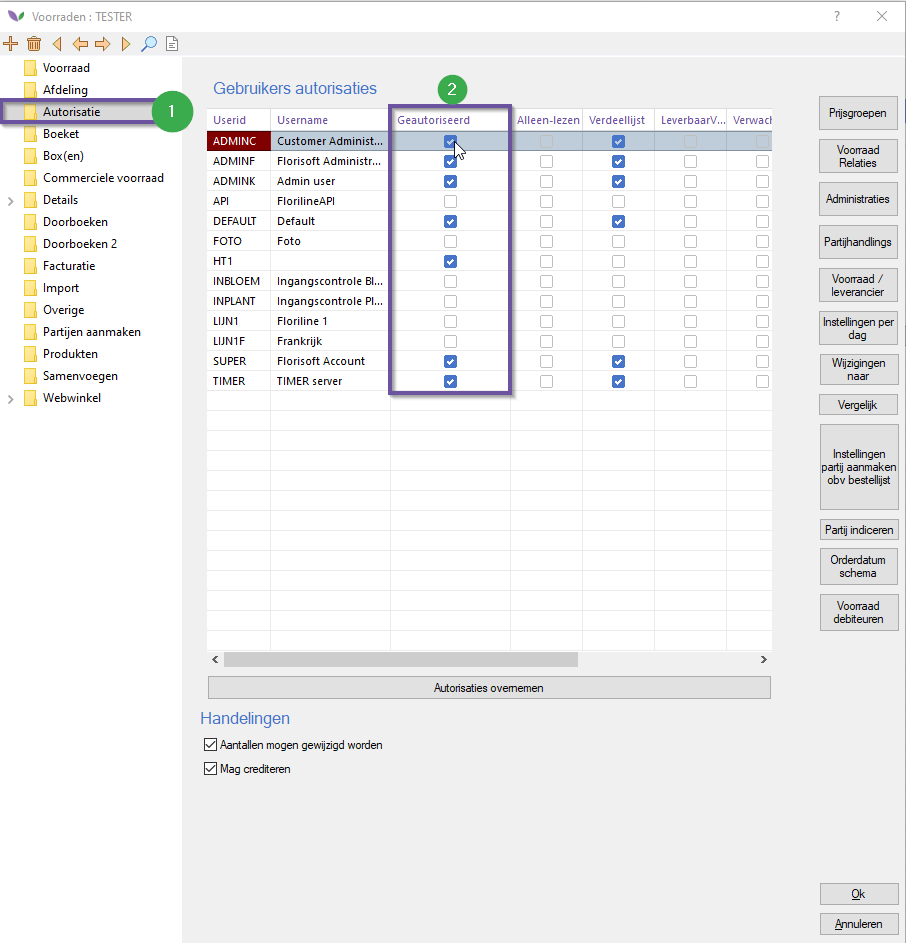 Voorraden : TESTER
?
Voorraad
Afdeling
Autorisatie
1
Boeket
Box(en)
Commerciele voorraad
Details
Doorboeken
Doorboeken 2
Facturatie
Import
Overige
Partijen aanmaken
Produkten
Samenvoegen
Webwinkel
Gebruikers autorisaties
2
Userid Username Geautoriseerd Alleen-lezen Verdeellijst LeverbaarV... Verwach
ADMINC Customer Administ...
ADMINF Florisoft Administr...
ADMINK Admin user
API FlorilineAPI
DEFAULT Default
FOTO Foto
HT1
INBLOEM Ingangscontrole Bl...
INPLANT Ingangscontrole Pl...
LIJN1 Floriline 1
LIJN1F Frankrijk
SUPER Florisoft Account
TIMER TIMER server
Autorisaties overnemen
Handelingen
Aantallen mogen gewijzigd worden
Mag crediteren
Prijsgroepen
Voorraad
Relaties
Administraties
Partijhandlings
Voorraad /
leverancier
Instellingen per
dag
Wijzigingen
naar
Vergelijk
Instellingen
partij aanmaken
obv bestellijst
Partij indiceren
Orderdatum
schema
Voorraad
debiteuren
Ok
Annuleren